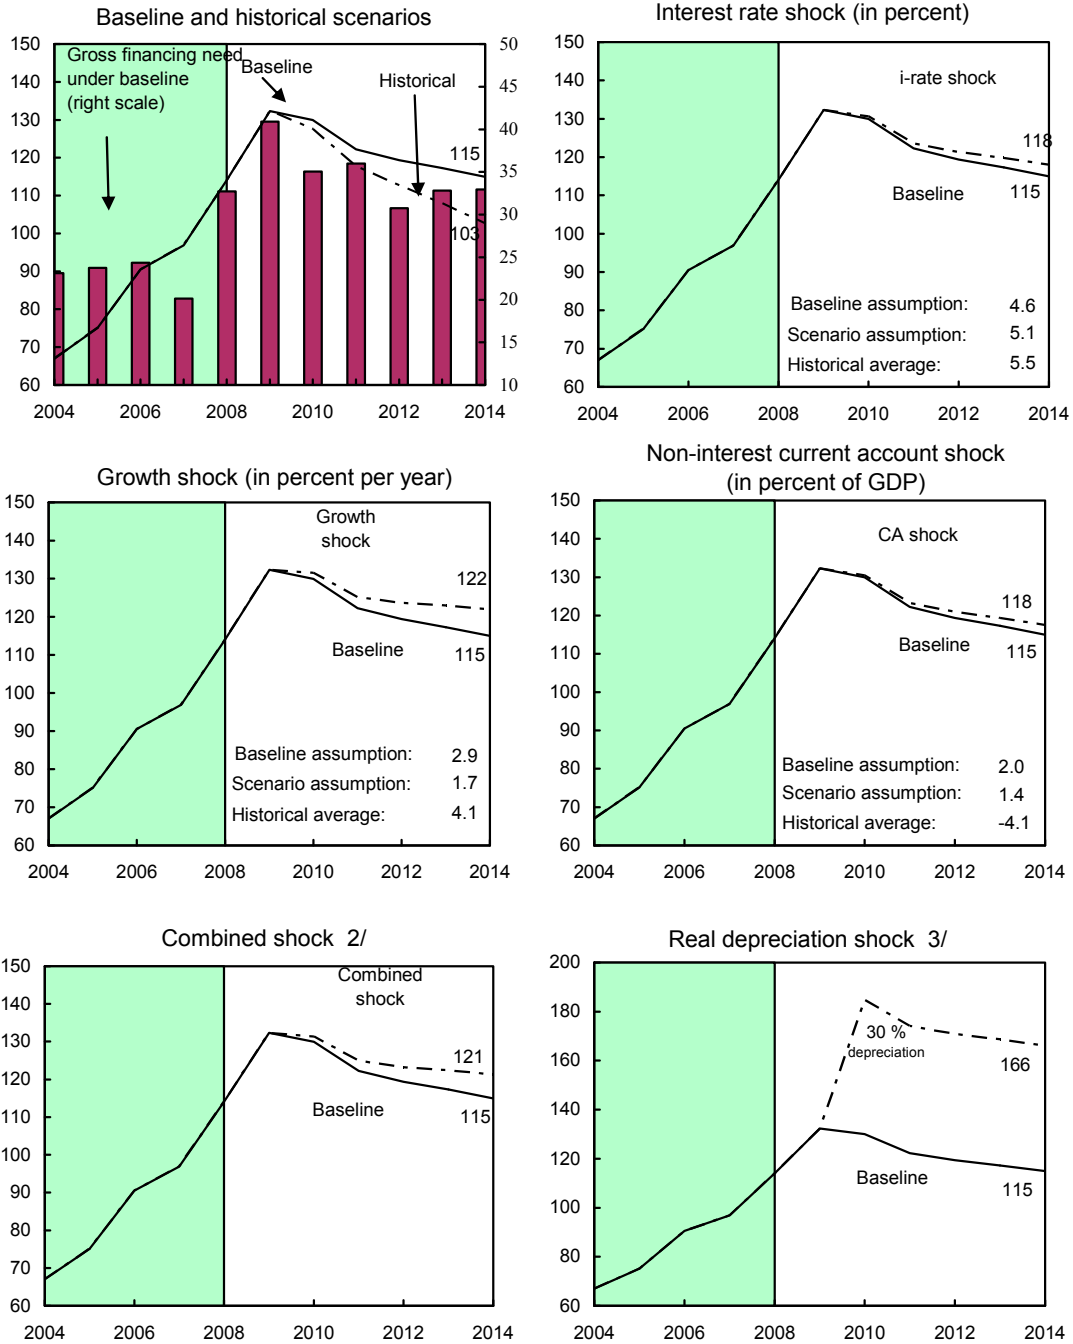 Baseline and historical scenarios
150
140
130
120
110
100
90
80
70
60
50
45
40
35
30
25
20
15
10
Gross financing need
under baseline
(right scale)
Baseline
Historical
115
103
2004 2006 2008 2010 2012 2014
Interest rate shock (in percent)
150
140
130
120
110
100
90
80
70
60
i-rate shock
118
Baseline
115
Baseline assumption: 4.6
Scenario assumption: 5.1
Historical average: 5.5
2004 2006 2008 2010 2012 2014
Growth shock (in percent per year)
150
140
130
120
110
100
90
80
70
60
Growth
shock
122
Baseline
115
Baseline assumption: 2.9
Scenario assumption: 1.7
Historical average: 4.1
2004 2006 2008 2010 2012 2014
Non-interest current account shock
(in percent of GDP)
150
140
130
120
110
100
90
80
70
60
CA shock
118
Baseline
115
Baseline assumption: 2.0
Scenario assumption: 1.4
Historical average: -4.1
2004 2006 2008 2010 2012 2014
Combined shock 2/
150
140
130
120
110
100
90
80
70
60
Combined
shock
121
Baseline
115
2004 2006 2008 2010 2012 2014
Real depreciation shock 3/
200
180
160
140
120
100
80
60
30 %
depreciation
166
Baseline
115
2004 2006 2008 2010 2012 2014